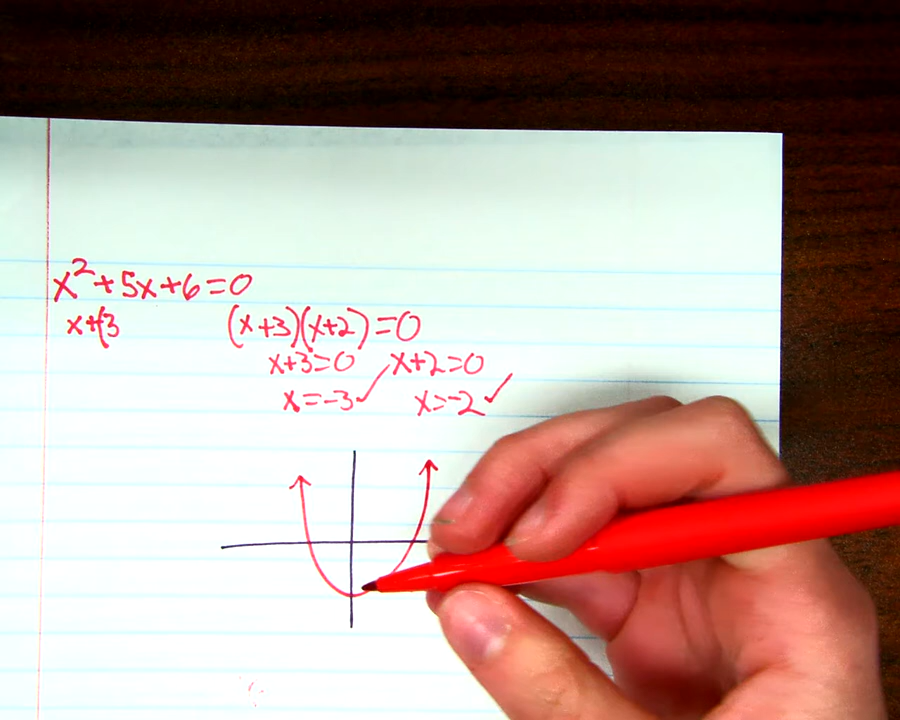 x²+5x+6=0
x+(3 (x+3)(x+2)=0
x+3=0 x+2=0
x=-3✓ x=-2✓